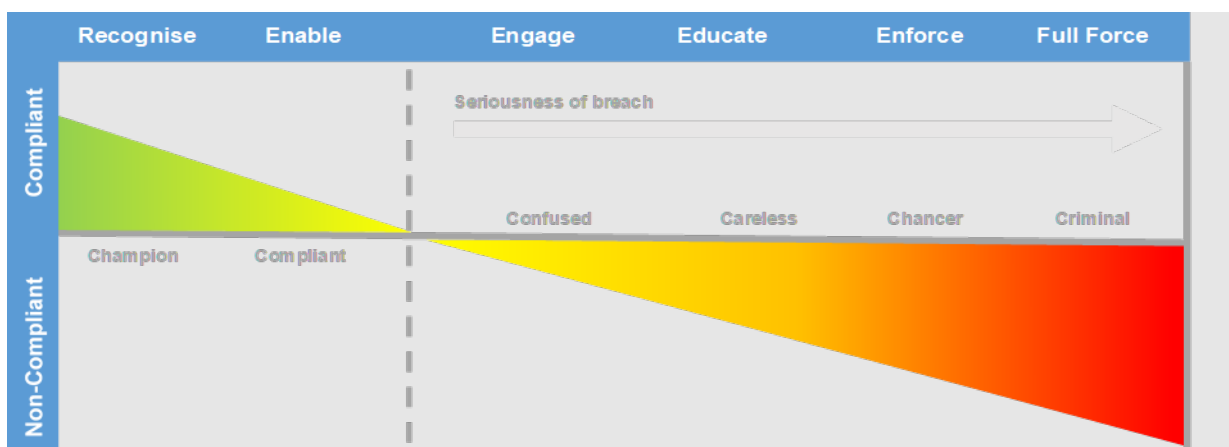 Recognise Enable Engage Educate Enforce Full Force
Compliant
Seriousness of breach
Confused Careless Chancer Criminal
Champion Compliant
Non-Compliant